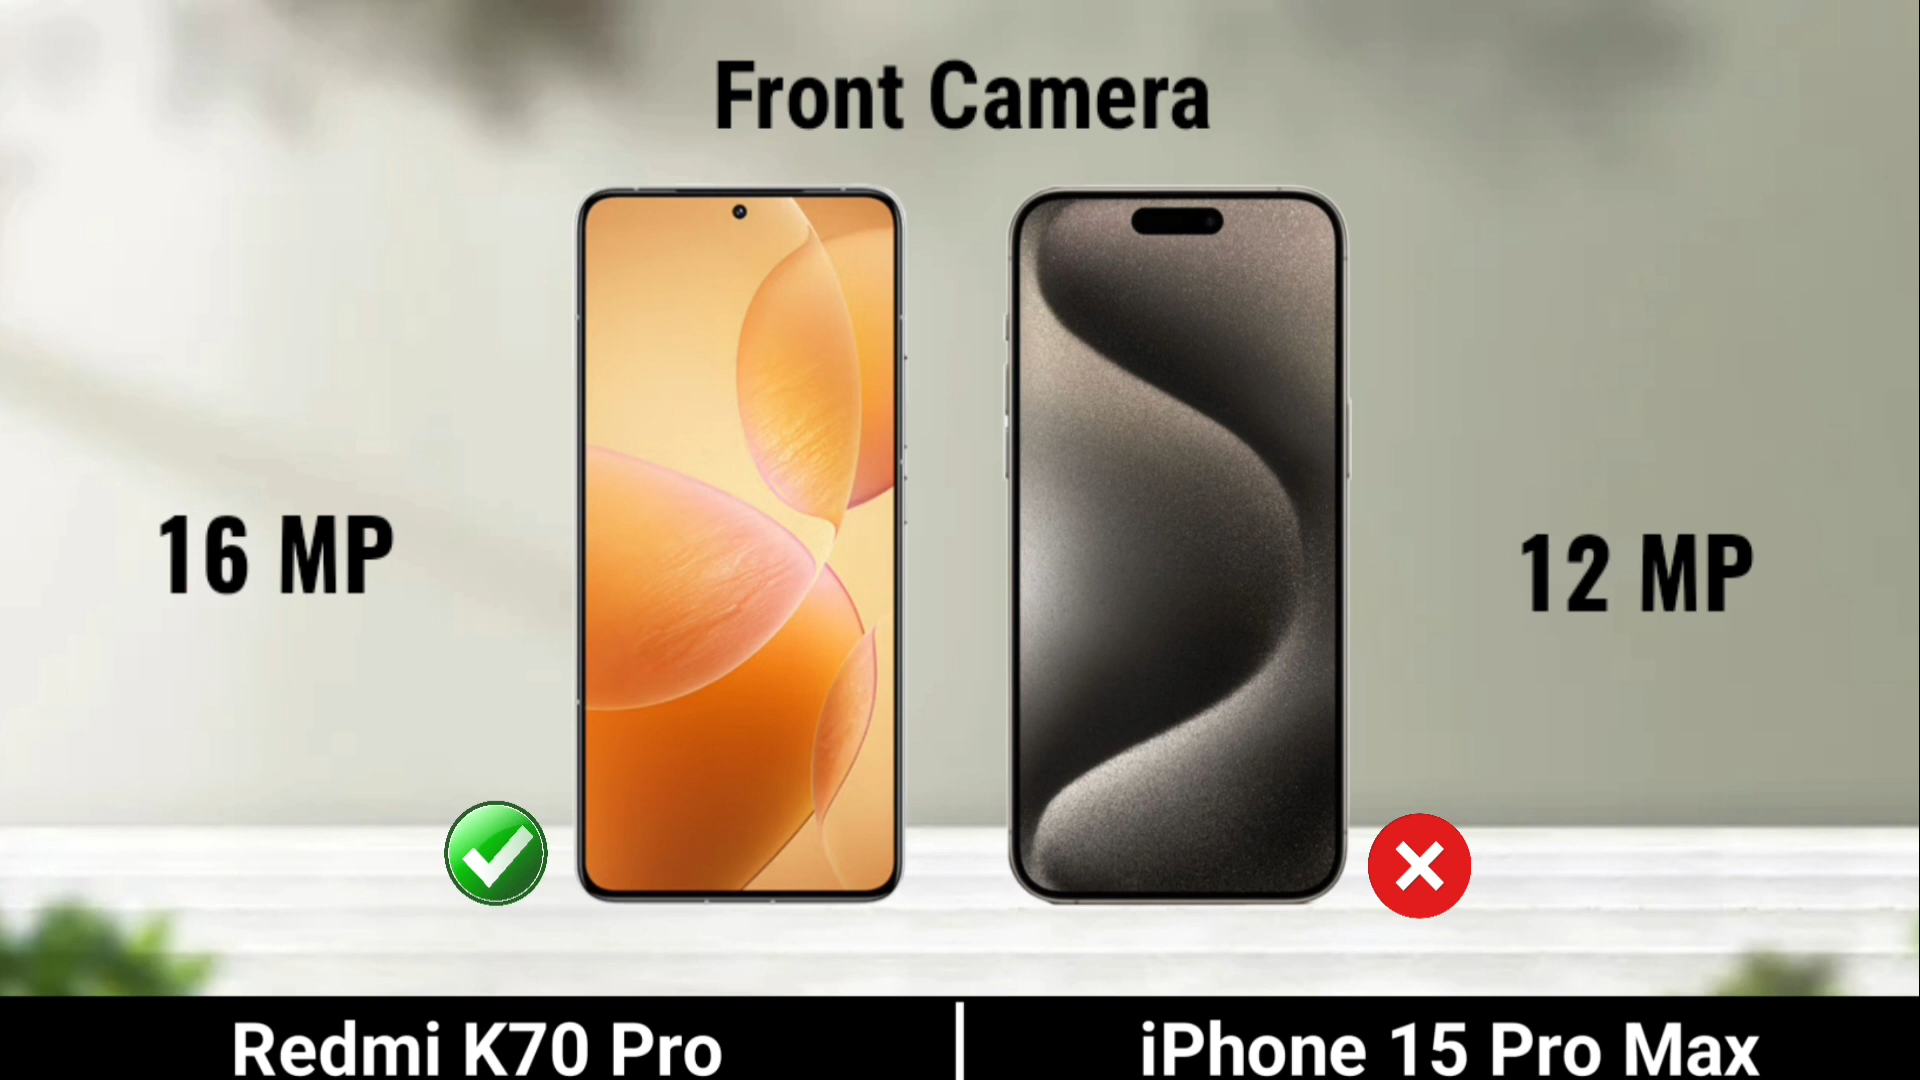 Front Camera
16 MP
12 MP
Redmi K70 Pro
iPhone 15 Pro Max